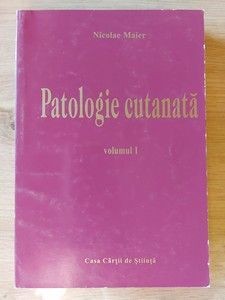 Nicolae Maier
Patologie cutanată
volumul I
Casa Cărţii de Ştiinţă